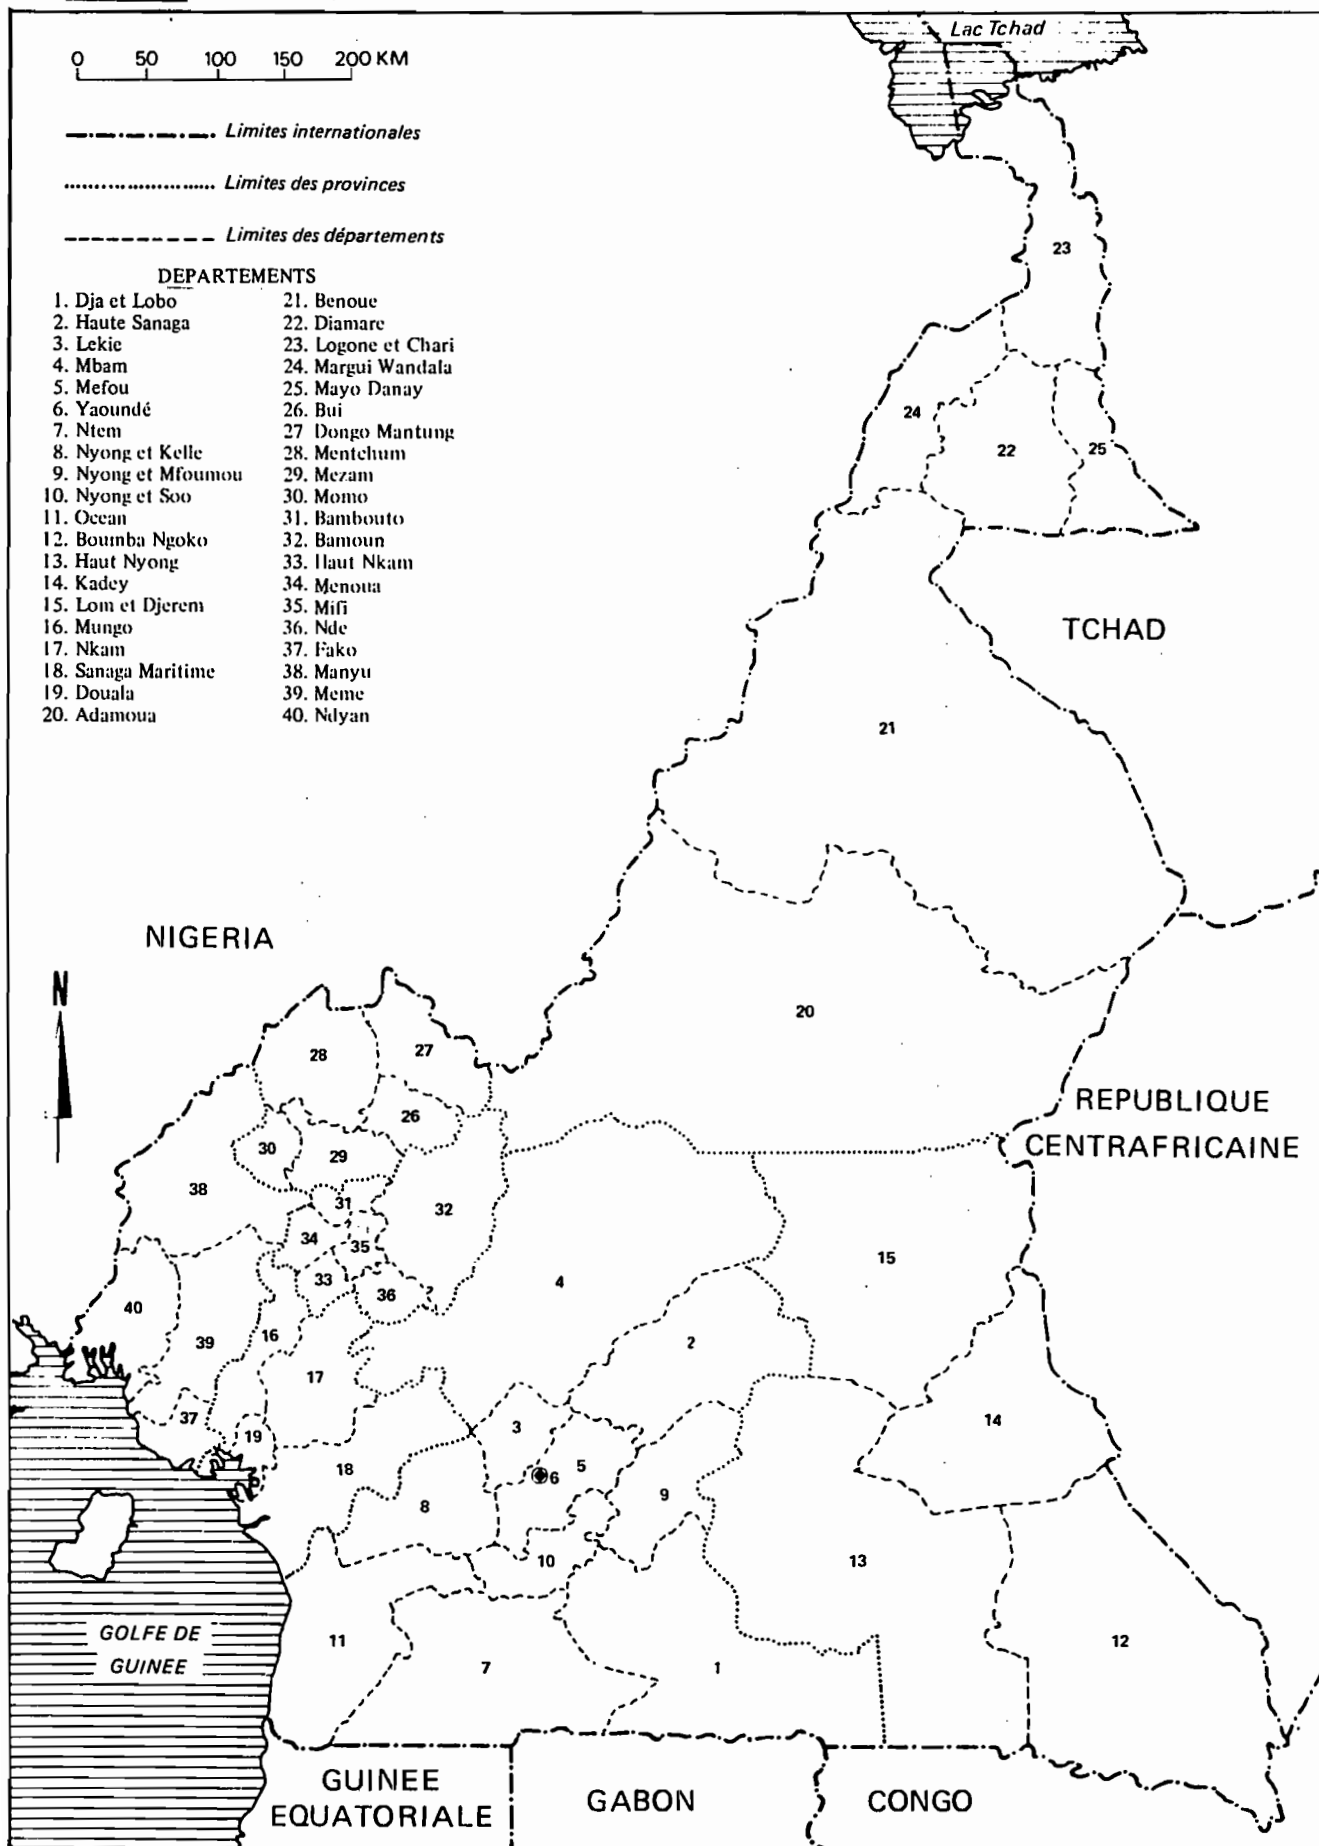 Lac Tchad
0 50 100 150 200 KM
Limites internationales
Limites des provinces
Limites des départements
DEPARTEMENTS
1. Dja et Lobo
2. Haute Sanaga
3. Lekie
4. Mbam
5. Mefou
6. Yaoundé
7. Ntem
8. Nyong et Kelle
9. Nyong et Mfoumou
10. Nyong et Soo
11. Ocean
12. Boumba Ngoko
13. Haut Nyong
14. Kadey
15. Lom et Djerem
16. Mungo
17. Nkam
18. Sanaga Maritime
19. Douala
20. Adamoua
21. Benoue
22. Diamare
23. Logone et Chari
24. Margui Wandala
25. Mayo Danay
26. Bui
27 Dongo Mantung
28. Mentchum
29. Mezam
30. Momo
31. Bambouto
32. Bamoun
33. Haut Nkam
34. Menoua
35. Mifi
36. Nde
37. Fako
38. Manyu
39. Meme
40. Ndyan
23
24
22
25
TCHAD
21
NIGERIA
N
20
28
27
26
REPUBLIQUE
CENTRAFRICAINE
30
29
38
31
32
34
35
15
33
36
4
40
39
16
2
17
37
19
3
14
18
5
6
9
8
10
13
GOLFE DE
GUINEE
11
7
1
12
GUINEE
EQUATORIALE
GABON
CONGO